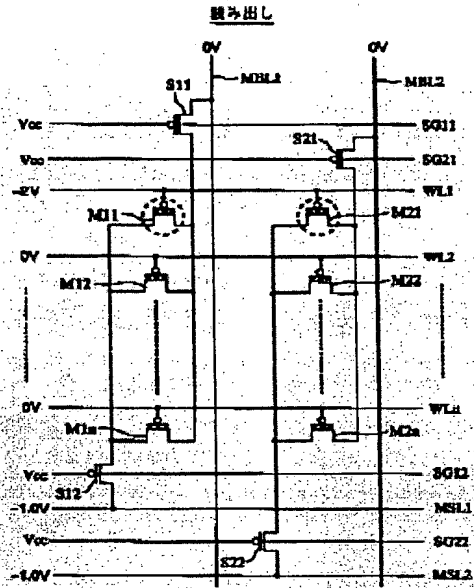 読み出し
0V 0V
MBL1
MBL2
S11
Vcc SG11
S21
Vcc SG21
-2V WL1
M11 M21
0V WL2
M12 M22
0V WLn
M1n M2n
Vcc SG12
S12
-1.0V MSL1
Vcc SG22
S22
-1.0V MSL2